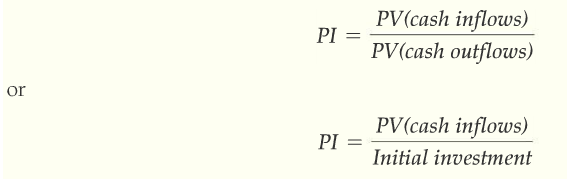 PI = PV(cash inflows) / PV(cash outflows)
or
PI = PV(cash inflows) / Initial investment